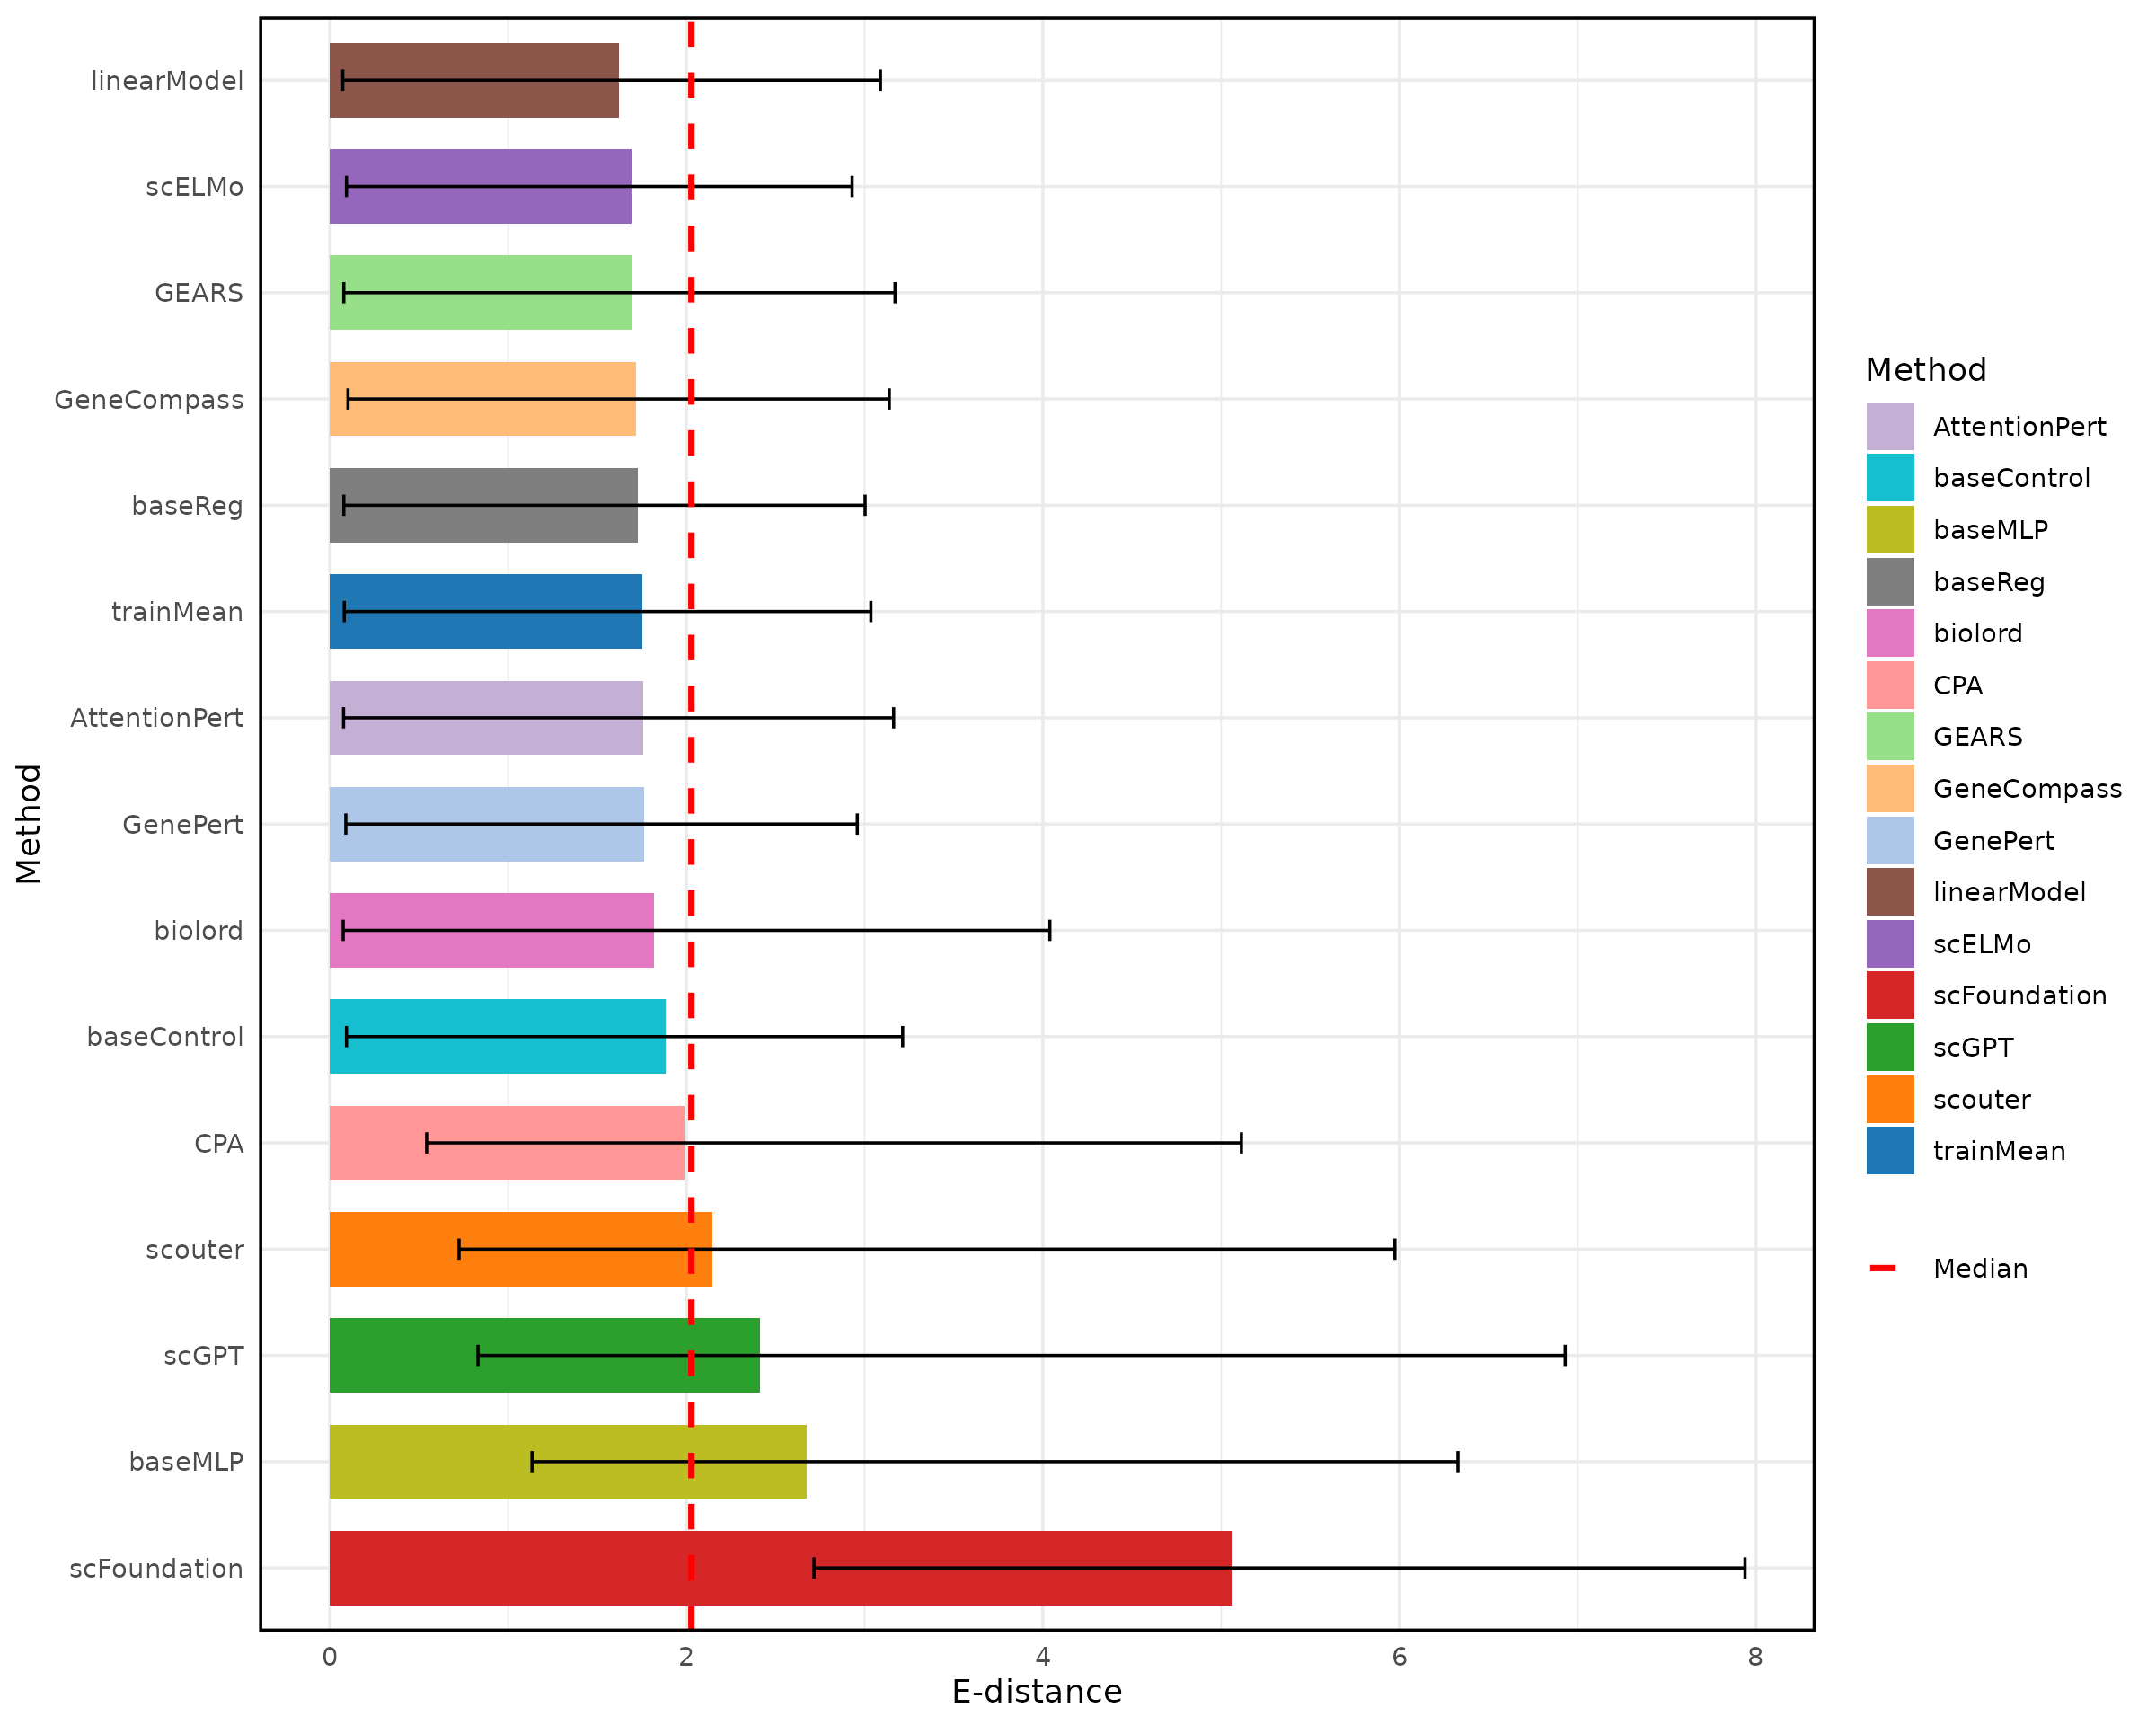 linearModel
scELMo
GEARS
GeneCompass
baseReg
trainMean
AttentionPert
GenePert
biolord
baseControl
CPA
scouter
scGPT
baseMLP
scFoundation
Method
0 2 4 6 8
E-distance
Method
AttentionPert
baseControl
baseMLP
baseReg
biolord
CPA
GEARS
GeneCompass
GenePert
linearModel
scELMo
scFoundation
scGPT
scouter
trainMean
Median